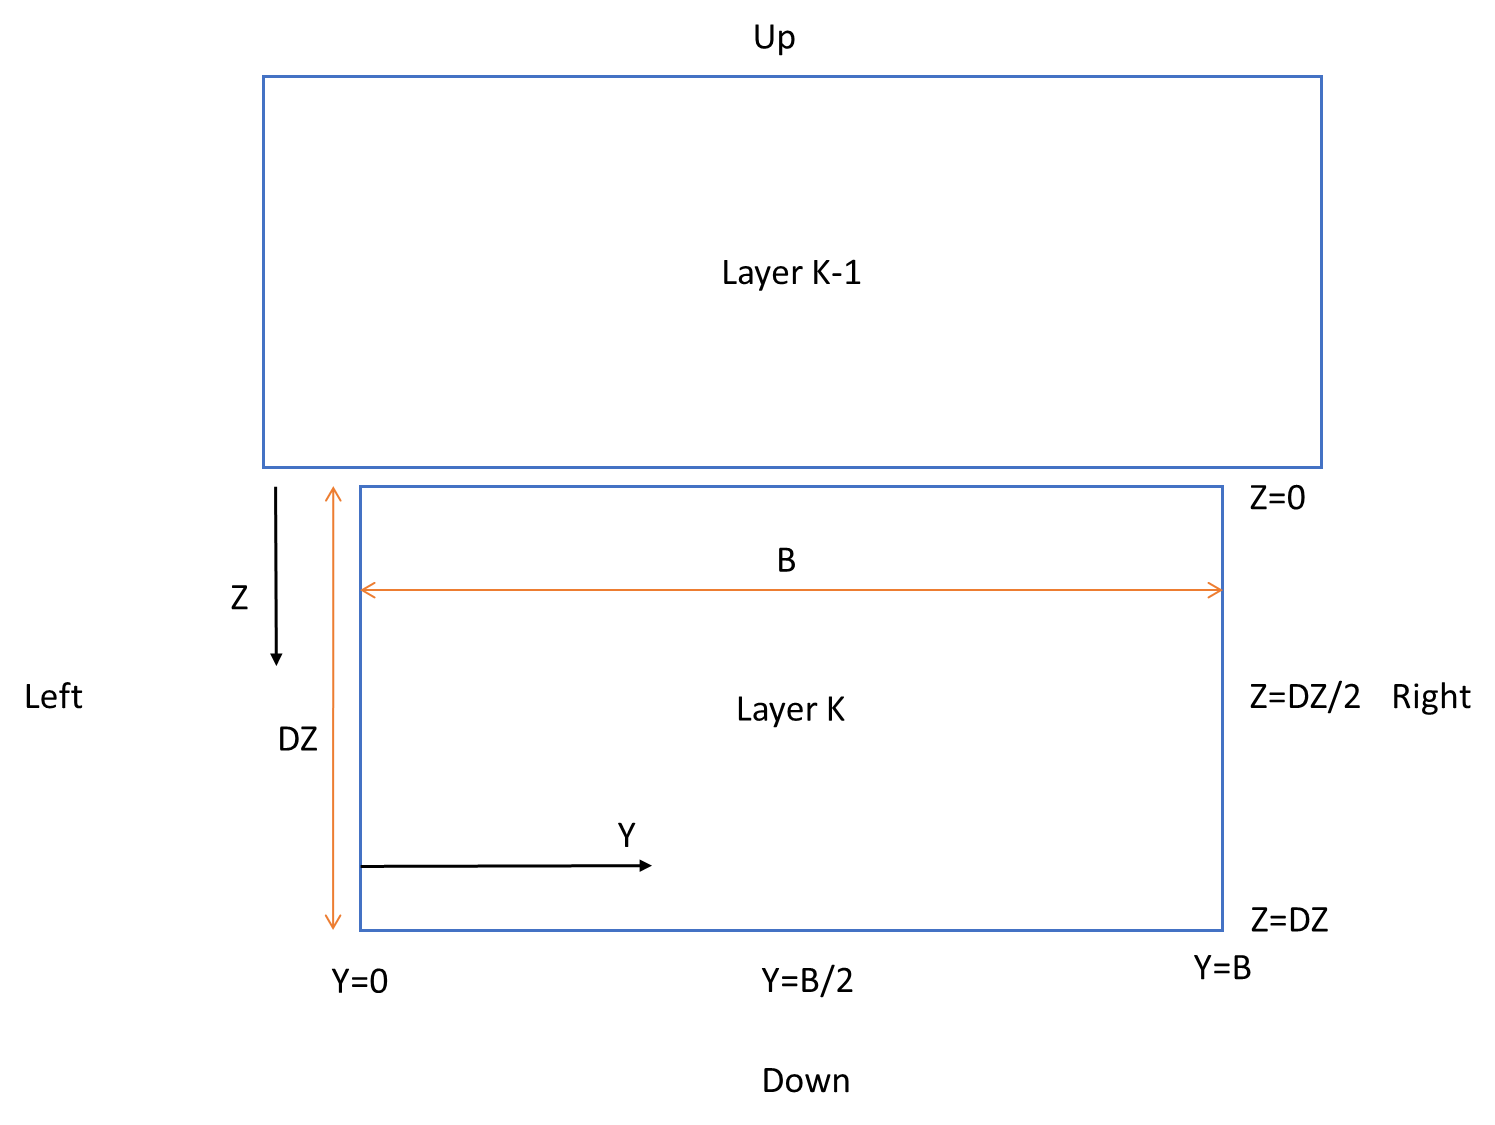 Up
Layer K-1
Z=0
B
Z
Left
Layer K
Z=DZ/2
Right
DZ
Y
Z=DZ
Y=0
Y=B/2
Y=B
Down